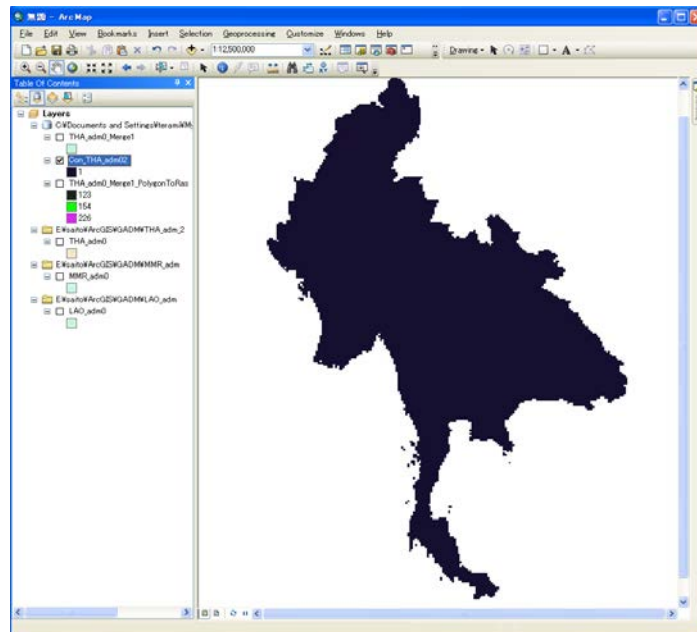 無題 - ArcMap
File Edit View Bookmarks Insert Selection Geoprocessing Customize Windows Help
1:12,500,000
Drawing
Table Of Contents
Layers
C:¥Documents and Settings¥terami¥My
THA_adm0_Merge1
Con_THA_adm02
1
THA_adm0_Merge1_PolygonToRas
123
154
226
E:¥saito¥ArcGIS¥GADM¥THA_adm_2
THA_adm0
E:¥saito¥ArcGIS¥GADM¥MMR_adm
MMR_adm0
E:¥saito¥ArcGIS¥GADM¥LAO_adm
LAO_adm0